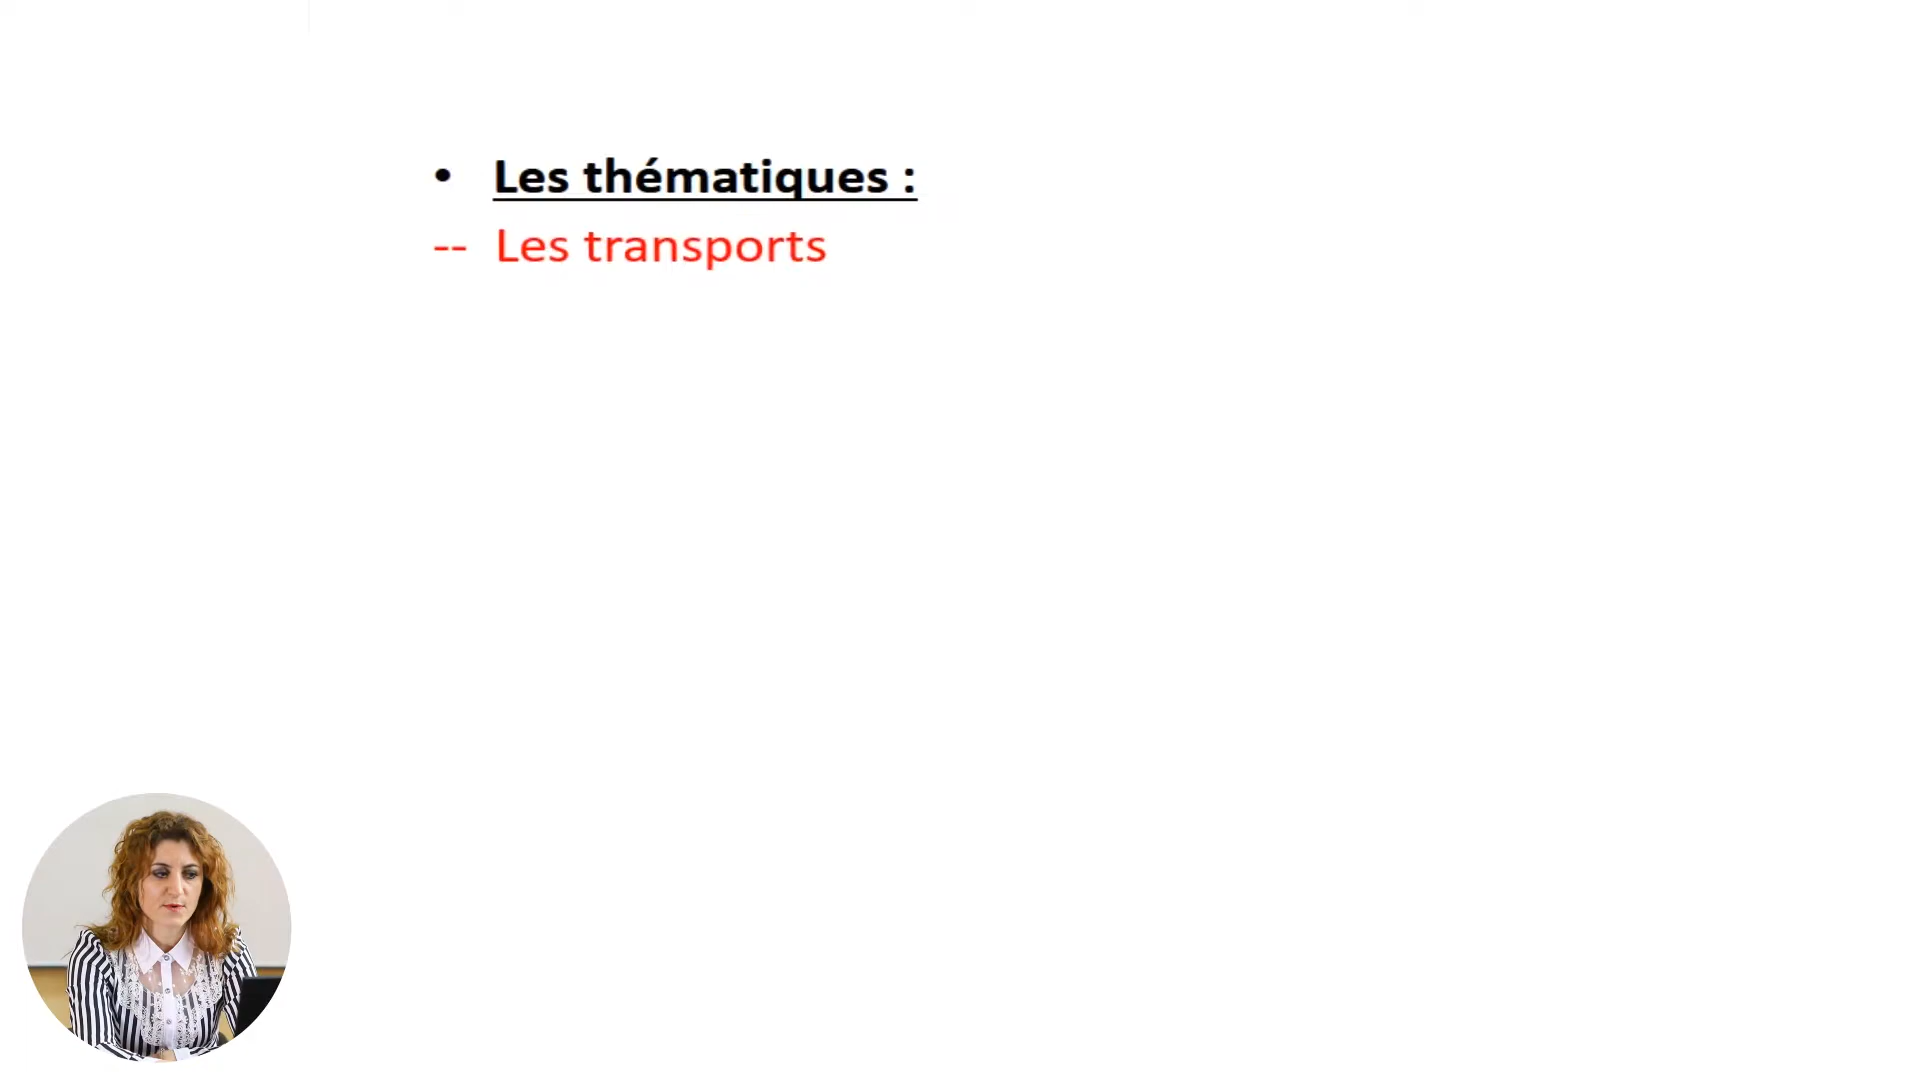 • Les thématiques :
-- Les transports